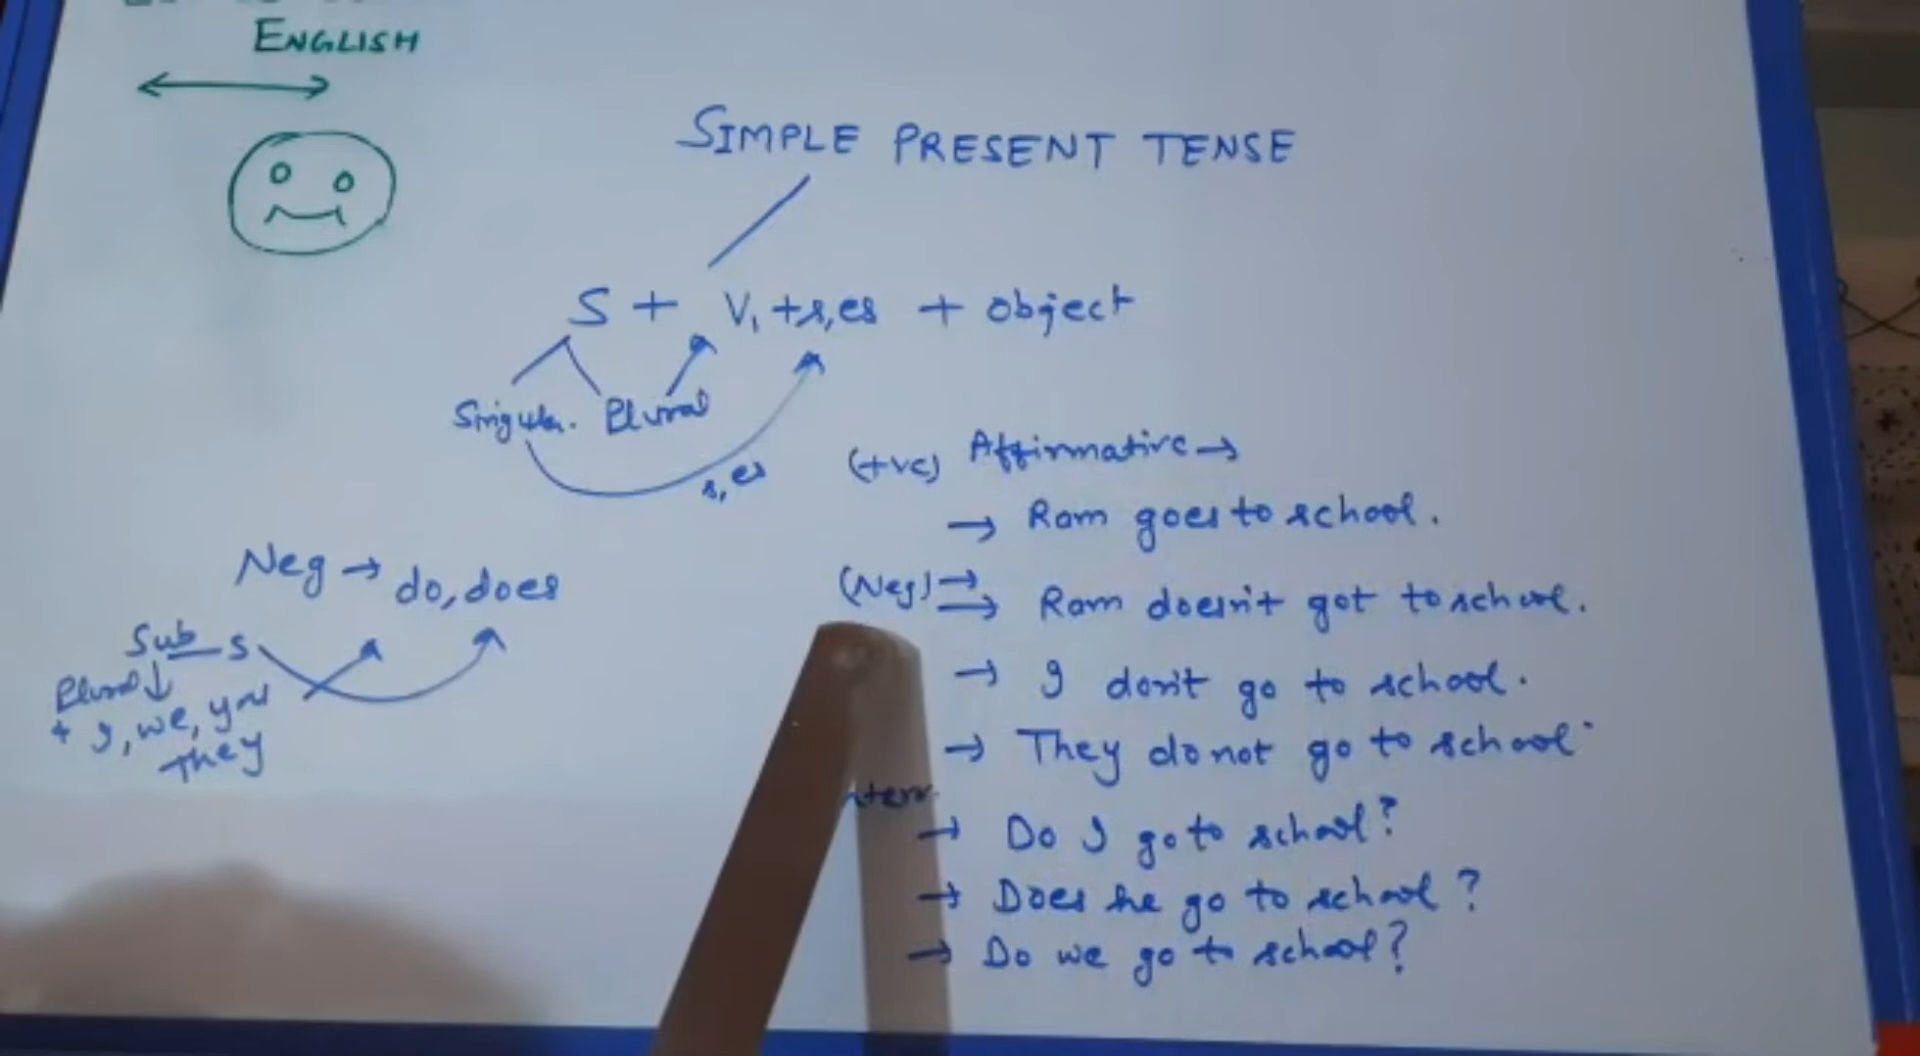 ENGLISH
SIMPLE PRESENT TENSE
S + V1 +s,es + object
Singular. Plural
s, es
(+ve) Affirmative →
→ Ram goes to school.
Neg → do, does
(Neg) →
→ Ram doesn't got to school.
Sub S
Plural ↓
+ I, we, you
They
→ I don't go to school.
→ They do not go to school.
→ Do I go to school?
→ Does he go to school?
→ Do we go to school?